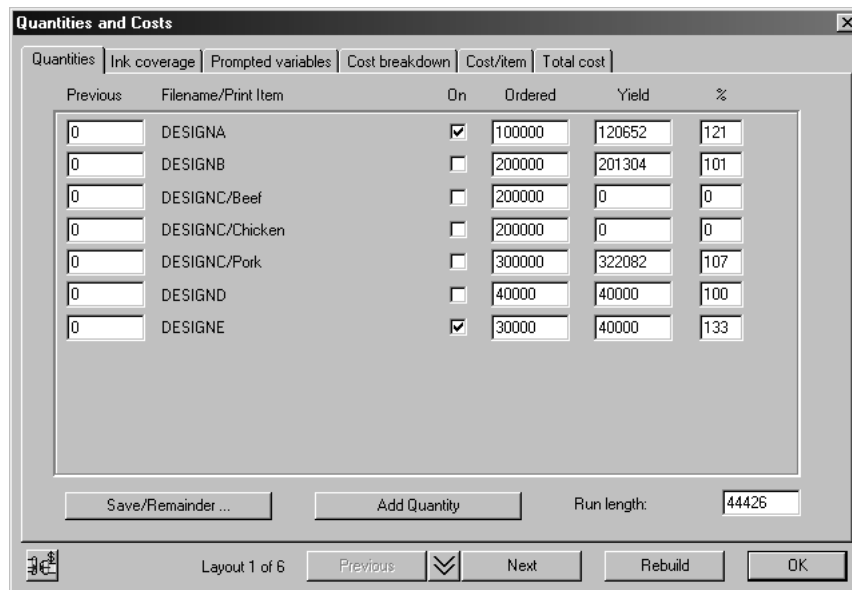 Quantities and Costs
Quantities Ink coverage Prompted variables Cost breakdown Cost/item Total cost
Previous Filename/Print Item On Ordered Yield %
0 DESIGNA 100000 120652 121
0 DESIGNB 200000 201304 101
0 DESIGNC/Beef 200000 0 0
0 DESIGNC/Chicken 200000 0 0
0 DESIGNC/Pork 300000 322082 107
0 DESIGND 40000 40000 100
0 DESIGNE 30000 40000 133
Save/Remainder ... Add Quantity Run length: 44426
Layout 1 of 6 Previous Next Rebuild OK